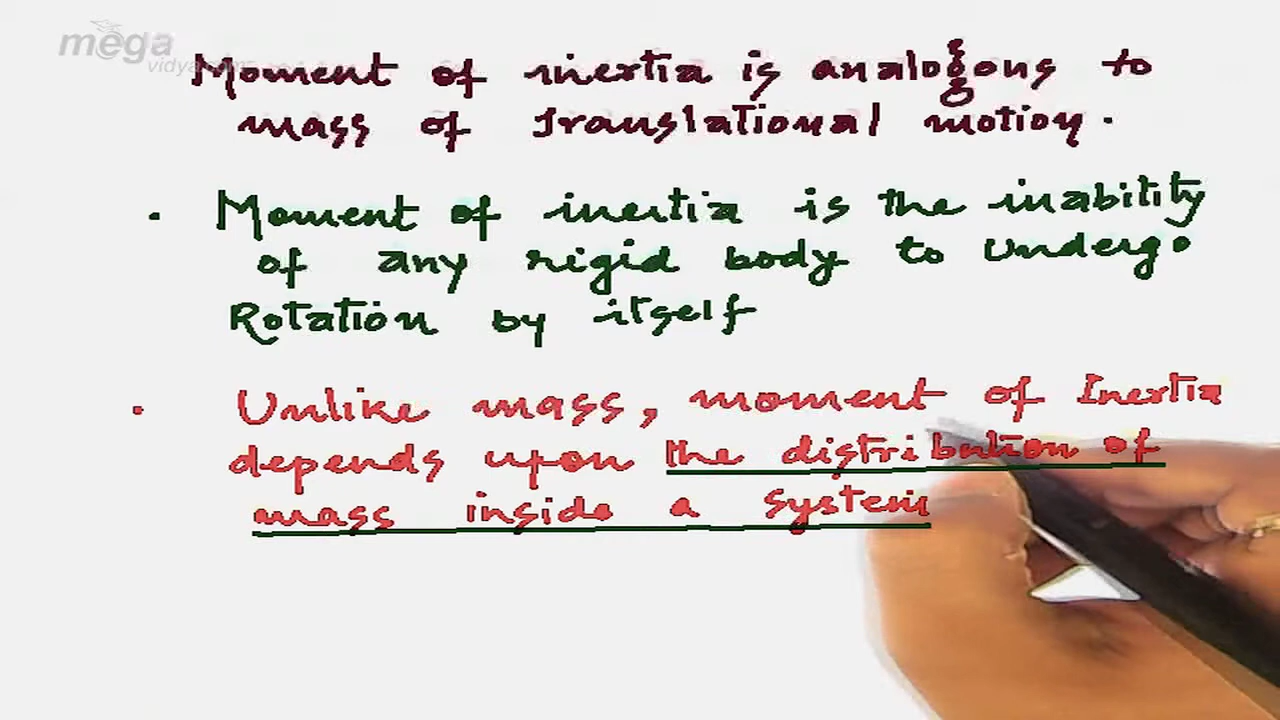 mega
vidya.com
Moment of inertia is analogous to
mass of translational motion.
. Moment of inertia is the inability
of any rigid body to undergo
Rotation by itself
. Unlike mass, moment of Inertia
depends upon the distribution of
mass inside a system